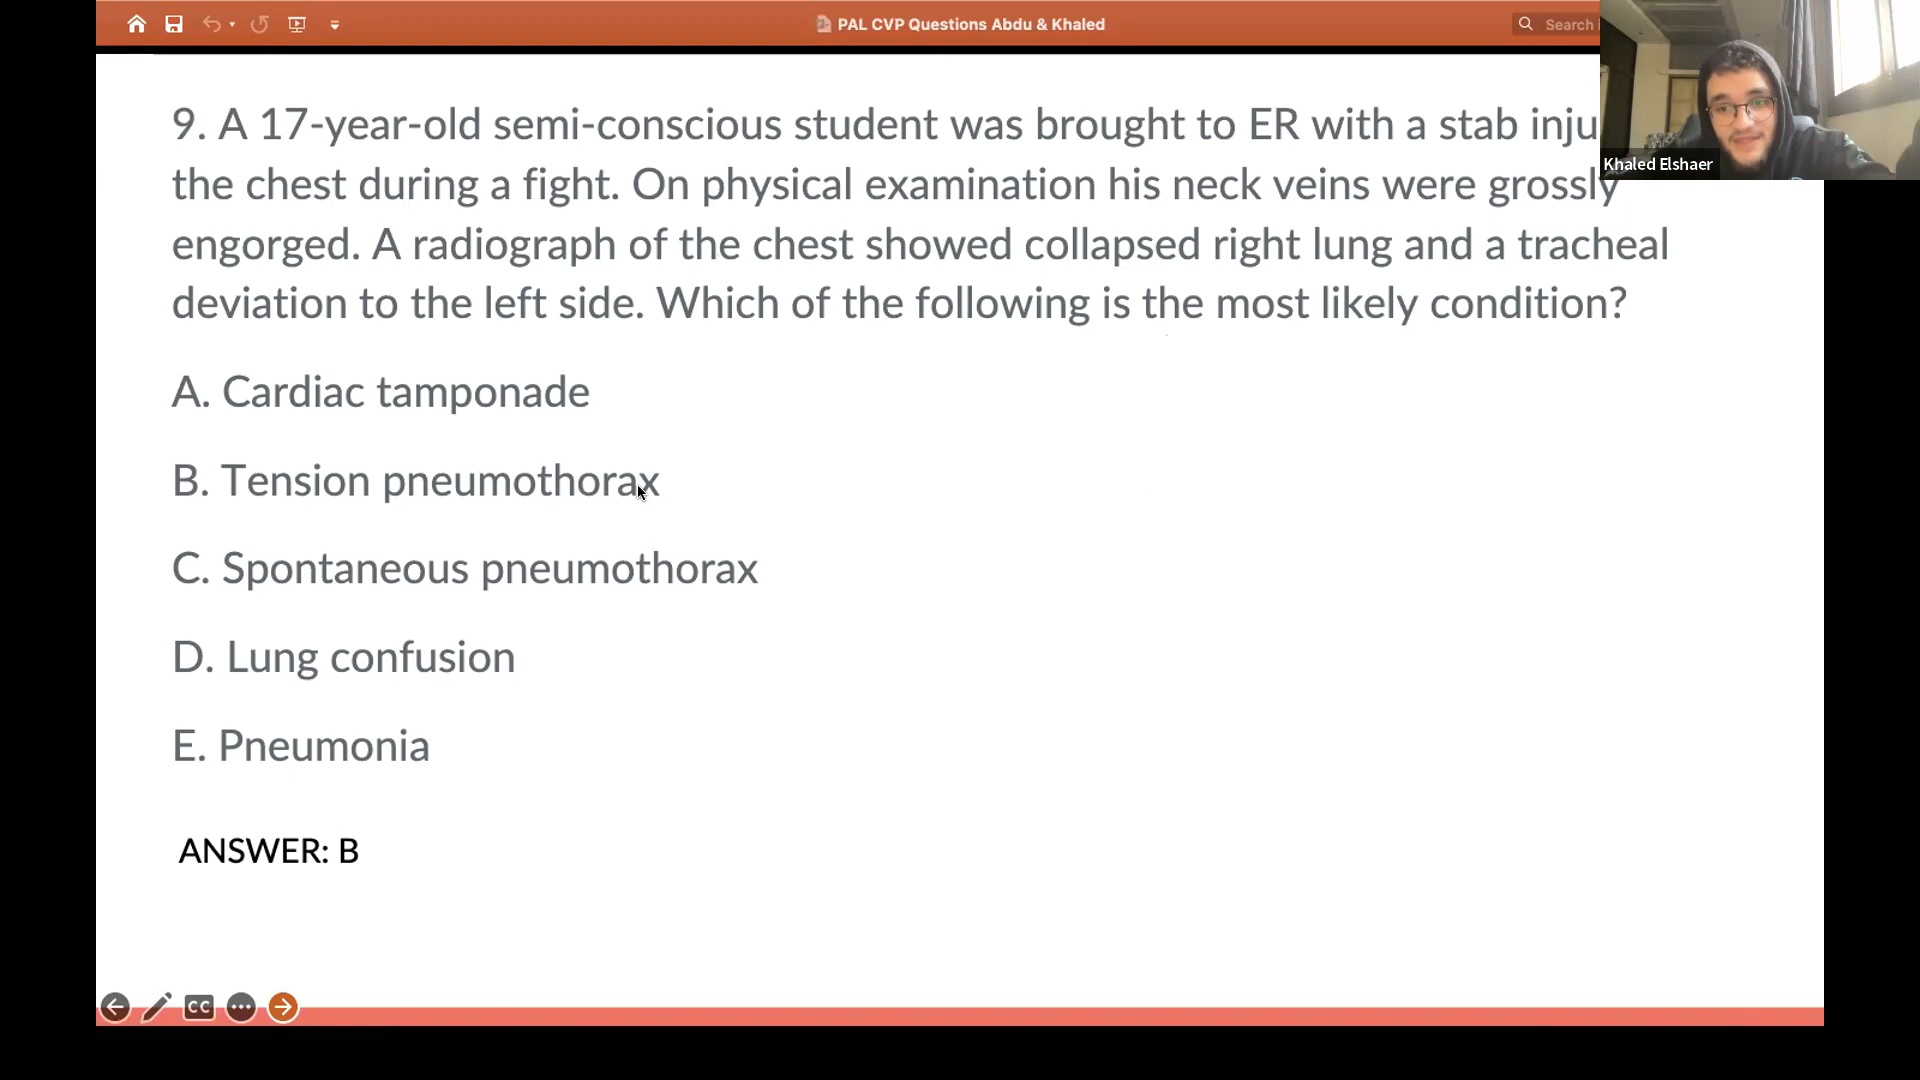 PAL CVP Questions Abdu & Khaled
Search
Khaled Elshaer
9. A 17-year-old semi-conscious student was brought to ER with a stab
the chest during a fight. On physical examination his neck veins were grossly
engorged. A radiograph of the chest showed collapsed right lung and a tracheal
deviation to the left side. Which of the following is the most likely condition?
A. Cardiac tamponade
B. Tension pneumothorax
C. Spontaneous pneumothorax
D. Lung confusion
E. Pneumonia
ANSWER: B
CC